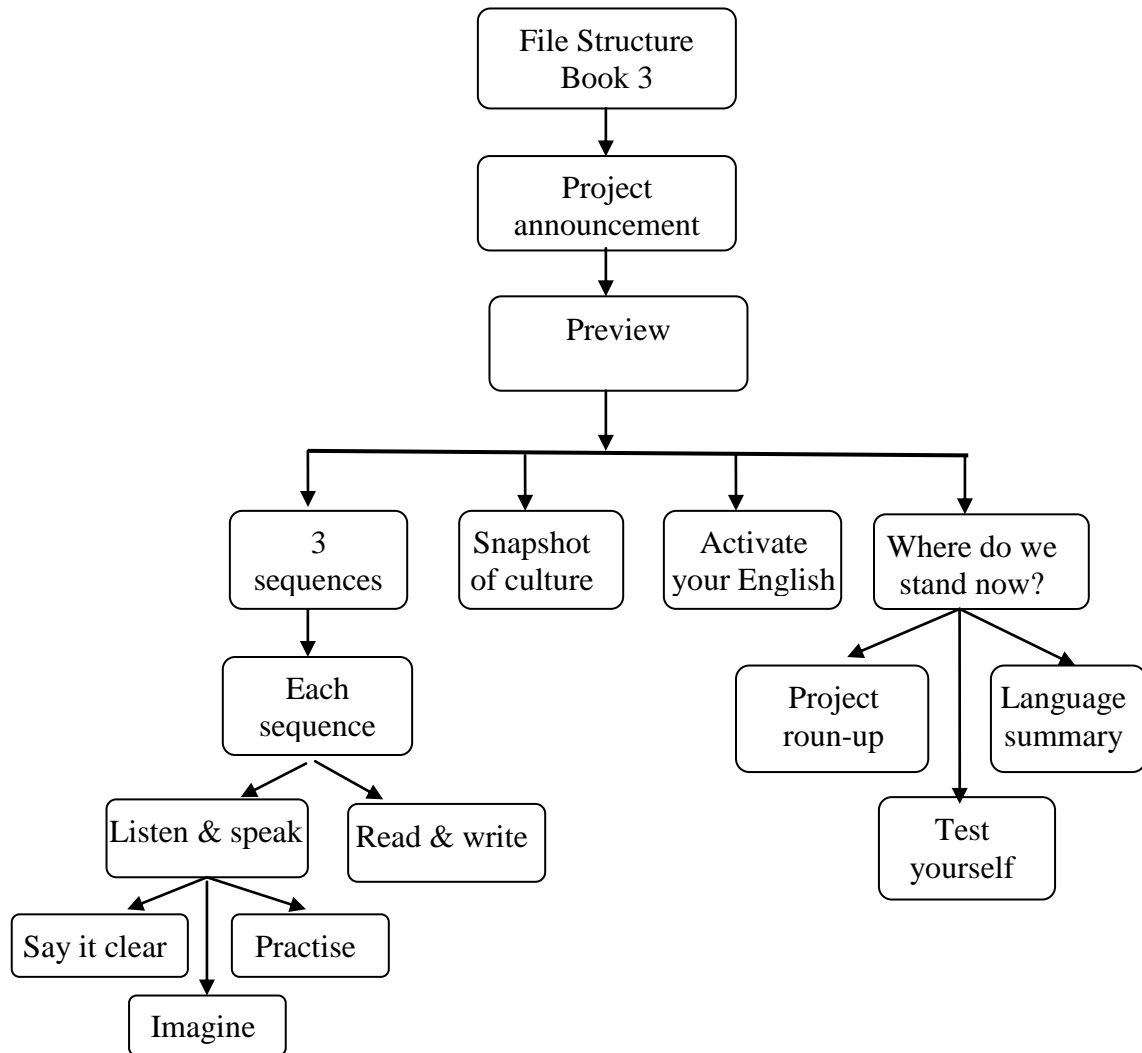 File Structure
Book 3
Project
announcement
Preview
3
sequences
Snapshot
of culture
Activate
your English
Where do we
stand now?
Each
sequence
Project
roun-up
Language
summary
Listen & speak
Read & write
Test
yourself
Say it clear
Practise
Imagine